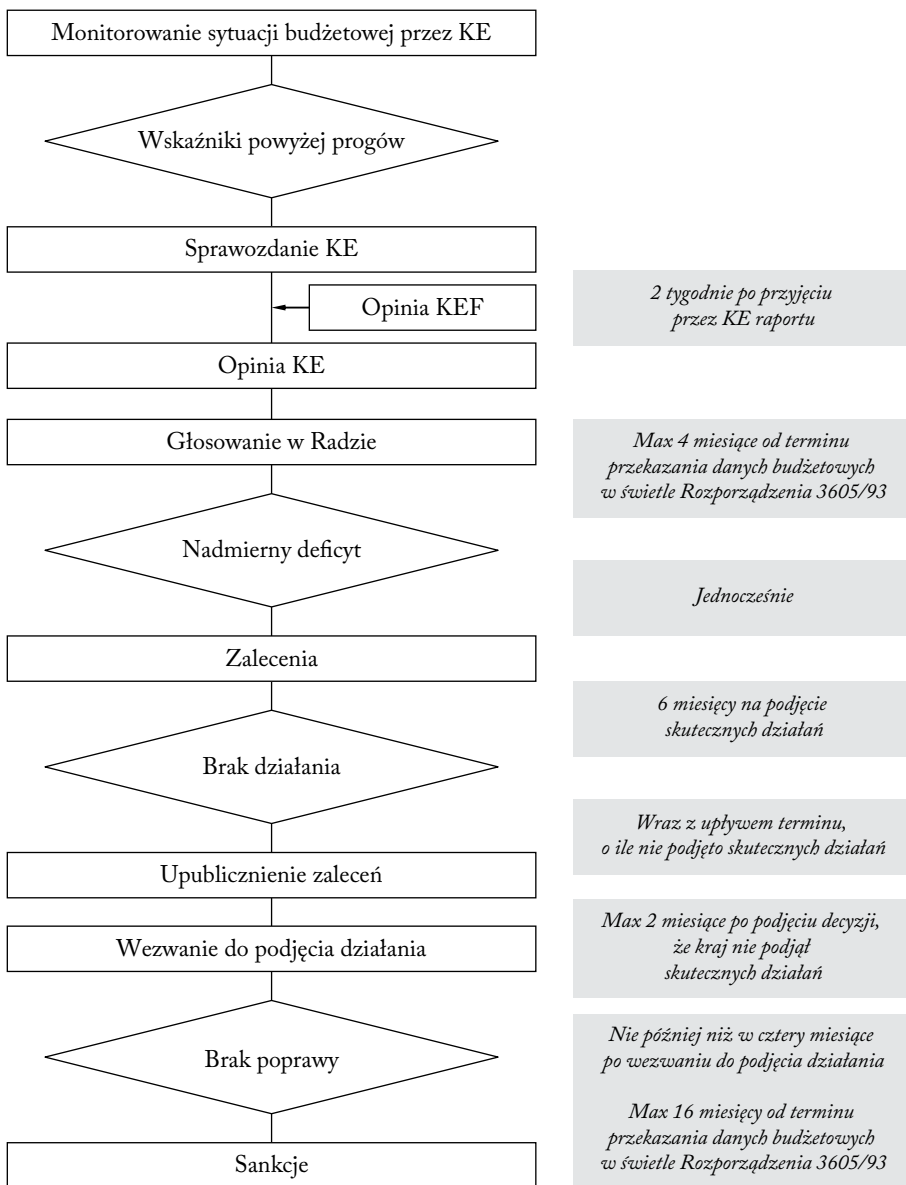 Monitorowanie sytuacji budżetowej przez KE
Wskaźniki powyżej progów
Sprawozdanie KE
Opinia KEF
2 tygodnie po przyjęciu
przez KE raportu
Opinia KE
Głosowanie w Radzie
Max 4 miesiące od terminu
przekazania danych budżetowych
w świetle Rozporządzenia 3605/93
Nadmierny deficyt
Jednocześnie
Zalecenia
6 miesięcy na podjęcie
skutecznych działań
Brak działania
Wraz z upływem terminu,
o ile nie podjęto skutecznych działań
Upublicznienie zaleceń
Wezwanie do podjęcia działania
Max 2 miesiące po podjęciu decyzji,
że kraj nie podjął
skutecznych działań
Brak poprawy
Nie później niż w cztery miesiące
po wezwaniu do podjęcia działania
Max 16 miesięcy od terminu
przekazania danych budżetowych
w świetle Rozporządzenia 3605/93
Sankcje